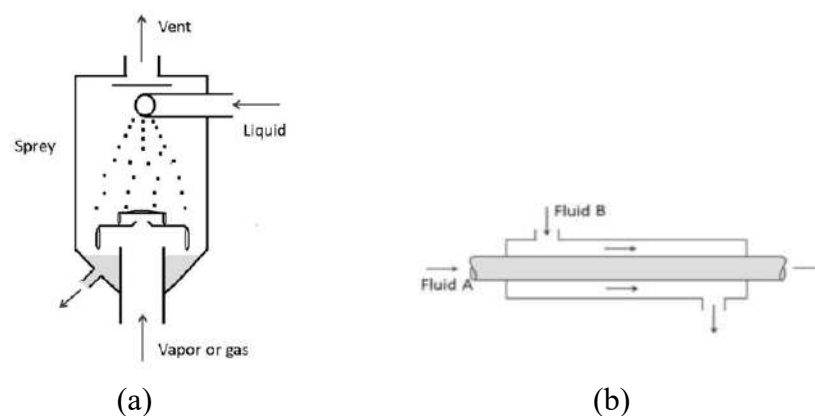 Vent
Liquid
Sprey
Fluid B
Fluid A
Vapor or gas
(a)
(b)